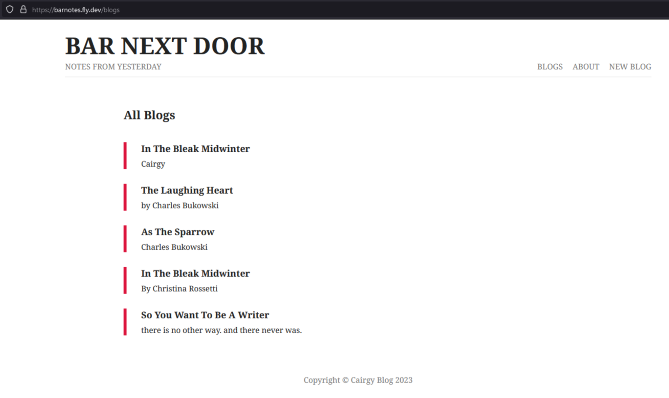 https://barnotes.fly.dev/blogs
BAR NEXT DOOR
NOTES FROM YESTERDAY
BLOGS ABOUT NEW BLOG
All Blogs
In The Bleak Midwinter
Cairgy
The Laughing Heart
by Charles Bukowski
As The Sparrow
Charles Bukowski
In The Bleak Midwinter
By Christina Rossetti
So You Want To Be A Writer
there is no other way. and there never was.
Copyright © Cairgy Blog 2023